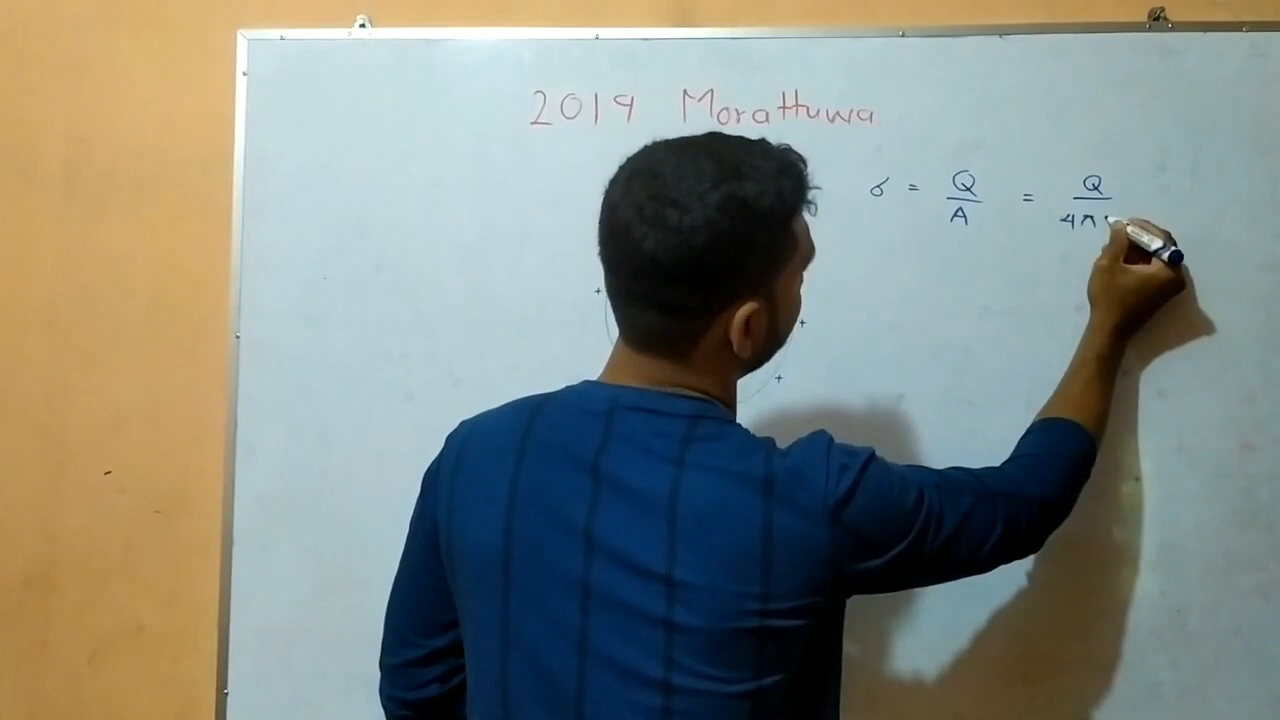 2019 Morattuwa
σ = Q/A = Q/4π
+ +
+